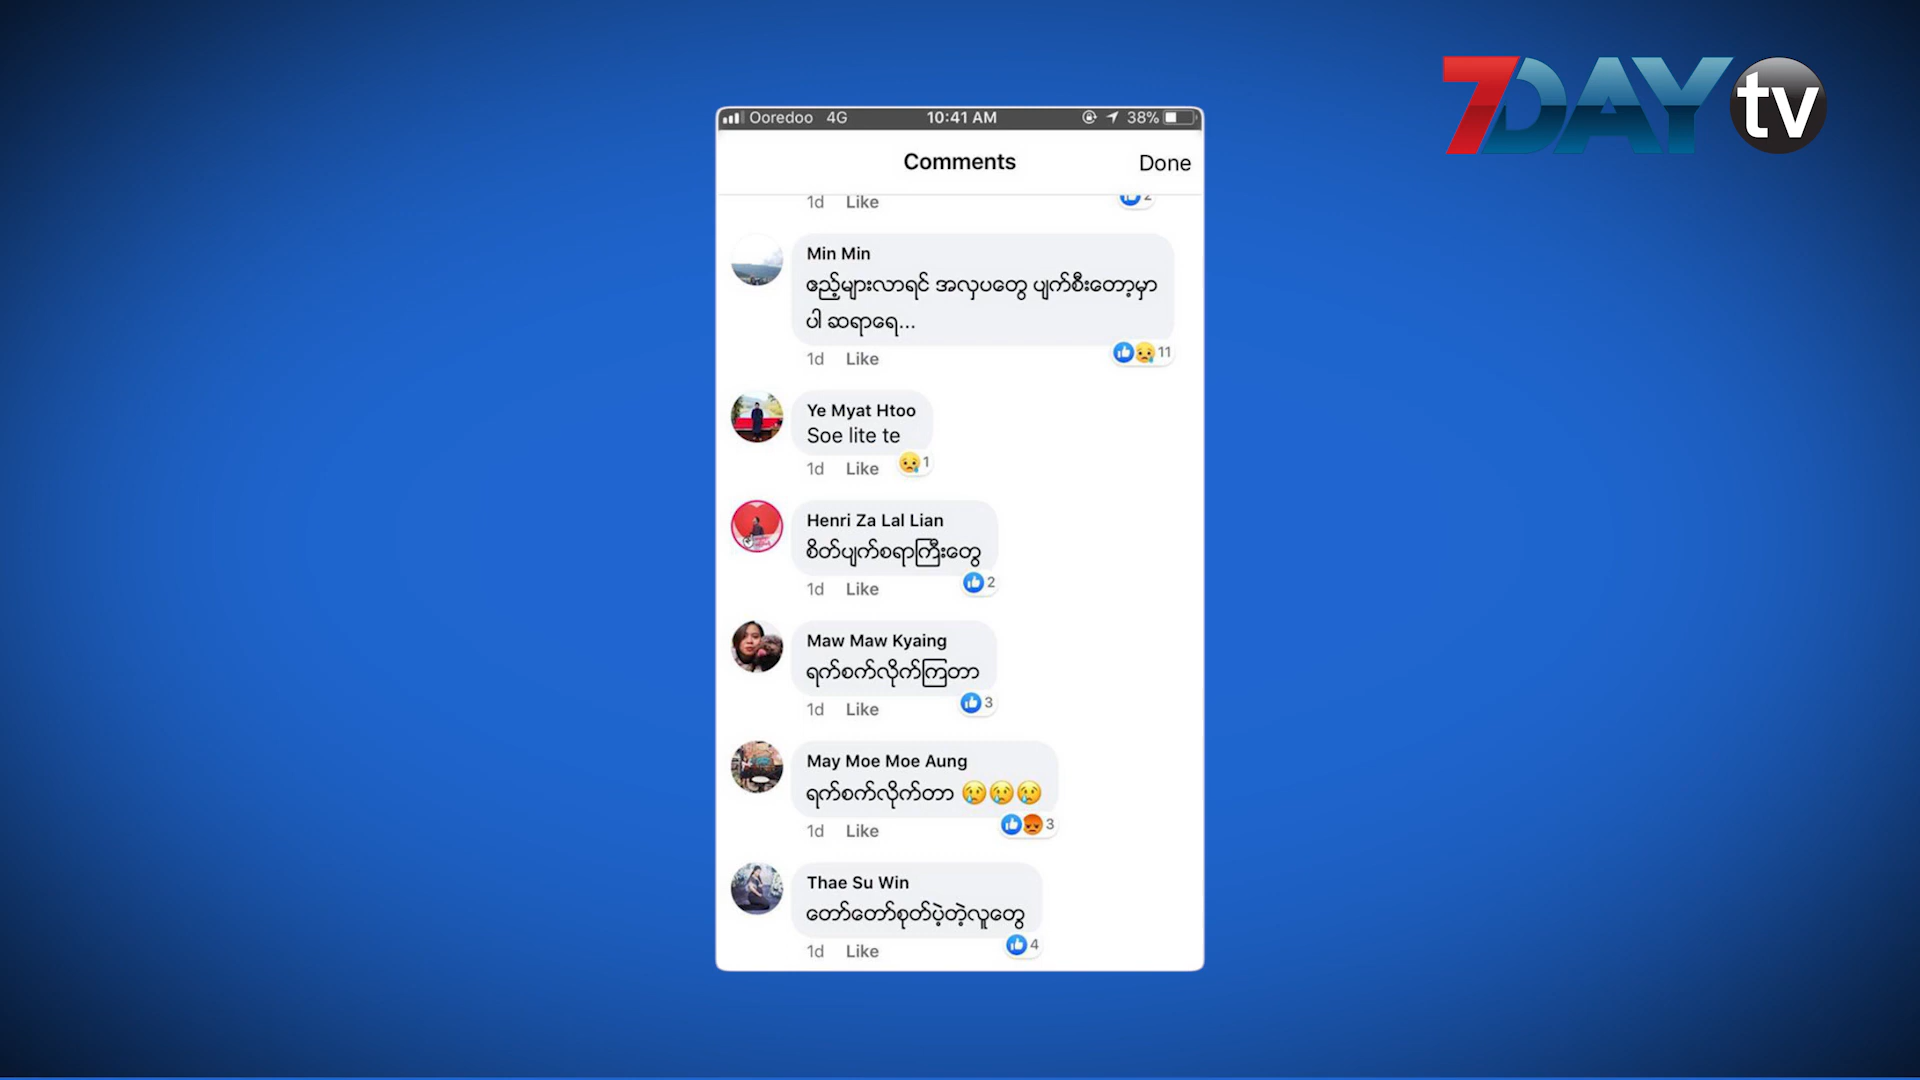 7DAY tv
Ooredoo 4G 10:41 AM 38%
Comments Done
1d Like 2
Min Min
ဧည့်များလာရင် အလှပတွေ ပျက်စီးတော့မှာ
ပါ ဆရာရေ...
1d Like 11
Ye Myat Htoo
Soe lite te
1d Like 1
Henri Za Lal Lian
စိတ်ပျက်စရာကြီးတွေ
1d Like 2
Maw Maw Kyaing
ရက်စက်လိုက်ကြတာ
1d Like 3
May Moe Moe Aung
ရက်စက်လိုက်တာ 😢😢😢
1d Like 3
Thae Su Win
တော်တော်စုတ်ပဲ့တဲ့လူတွေ
1d Like 4